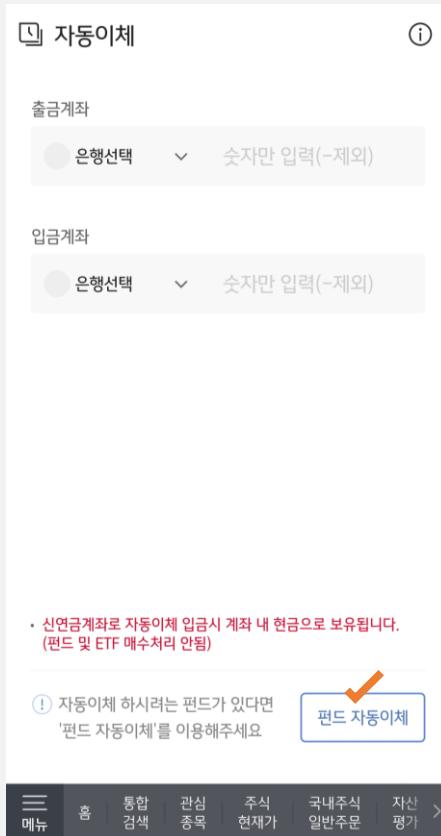 자동이체
출금계좌
은행선택 숫자만 입력(-제외)
입금계좌
은행선택 숫자만 입력(-제외)
• 신연금계좌로 자동이체 입금시 계좌 내 현금으로 보유됩니다.
(펀드 및 ETF 매수처리 안됨)
자동이체 하시려는 펀드가 있다면
'펀드 자동이체'를 이용해주세요
펀드 자동이체
메뉴
홈
통합
검색
관심
종목
주식
현재가
국내주식
일반주문
자산
평가